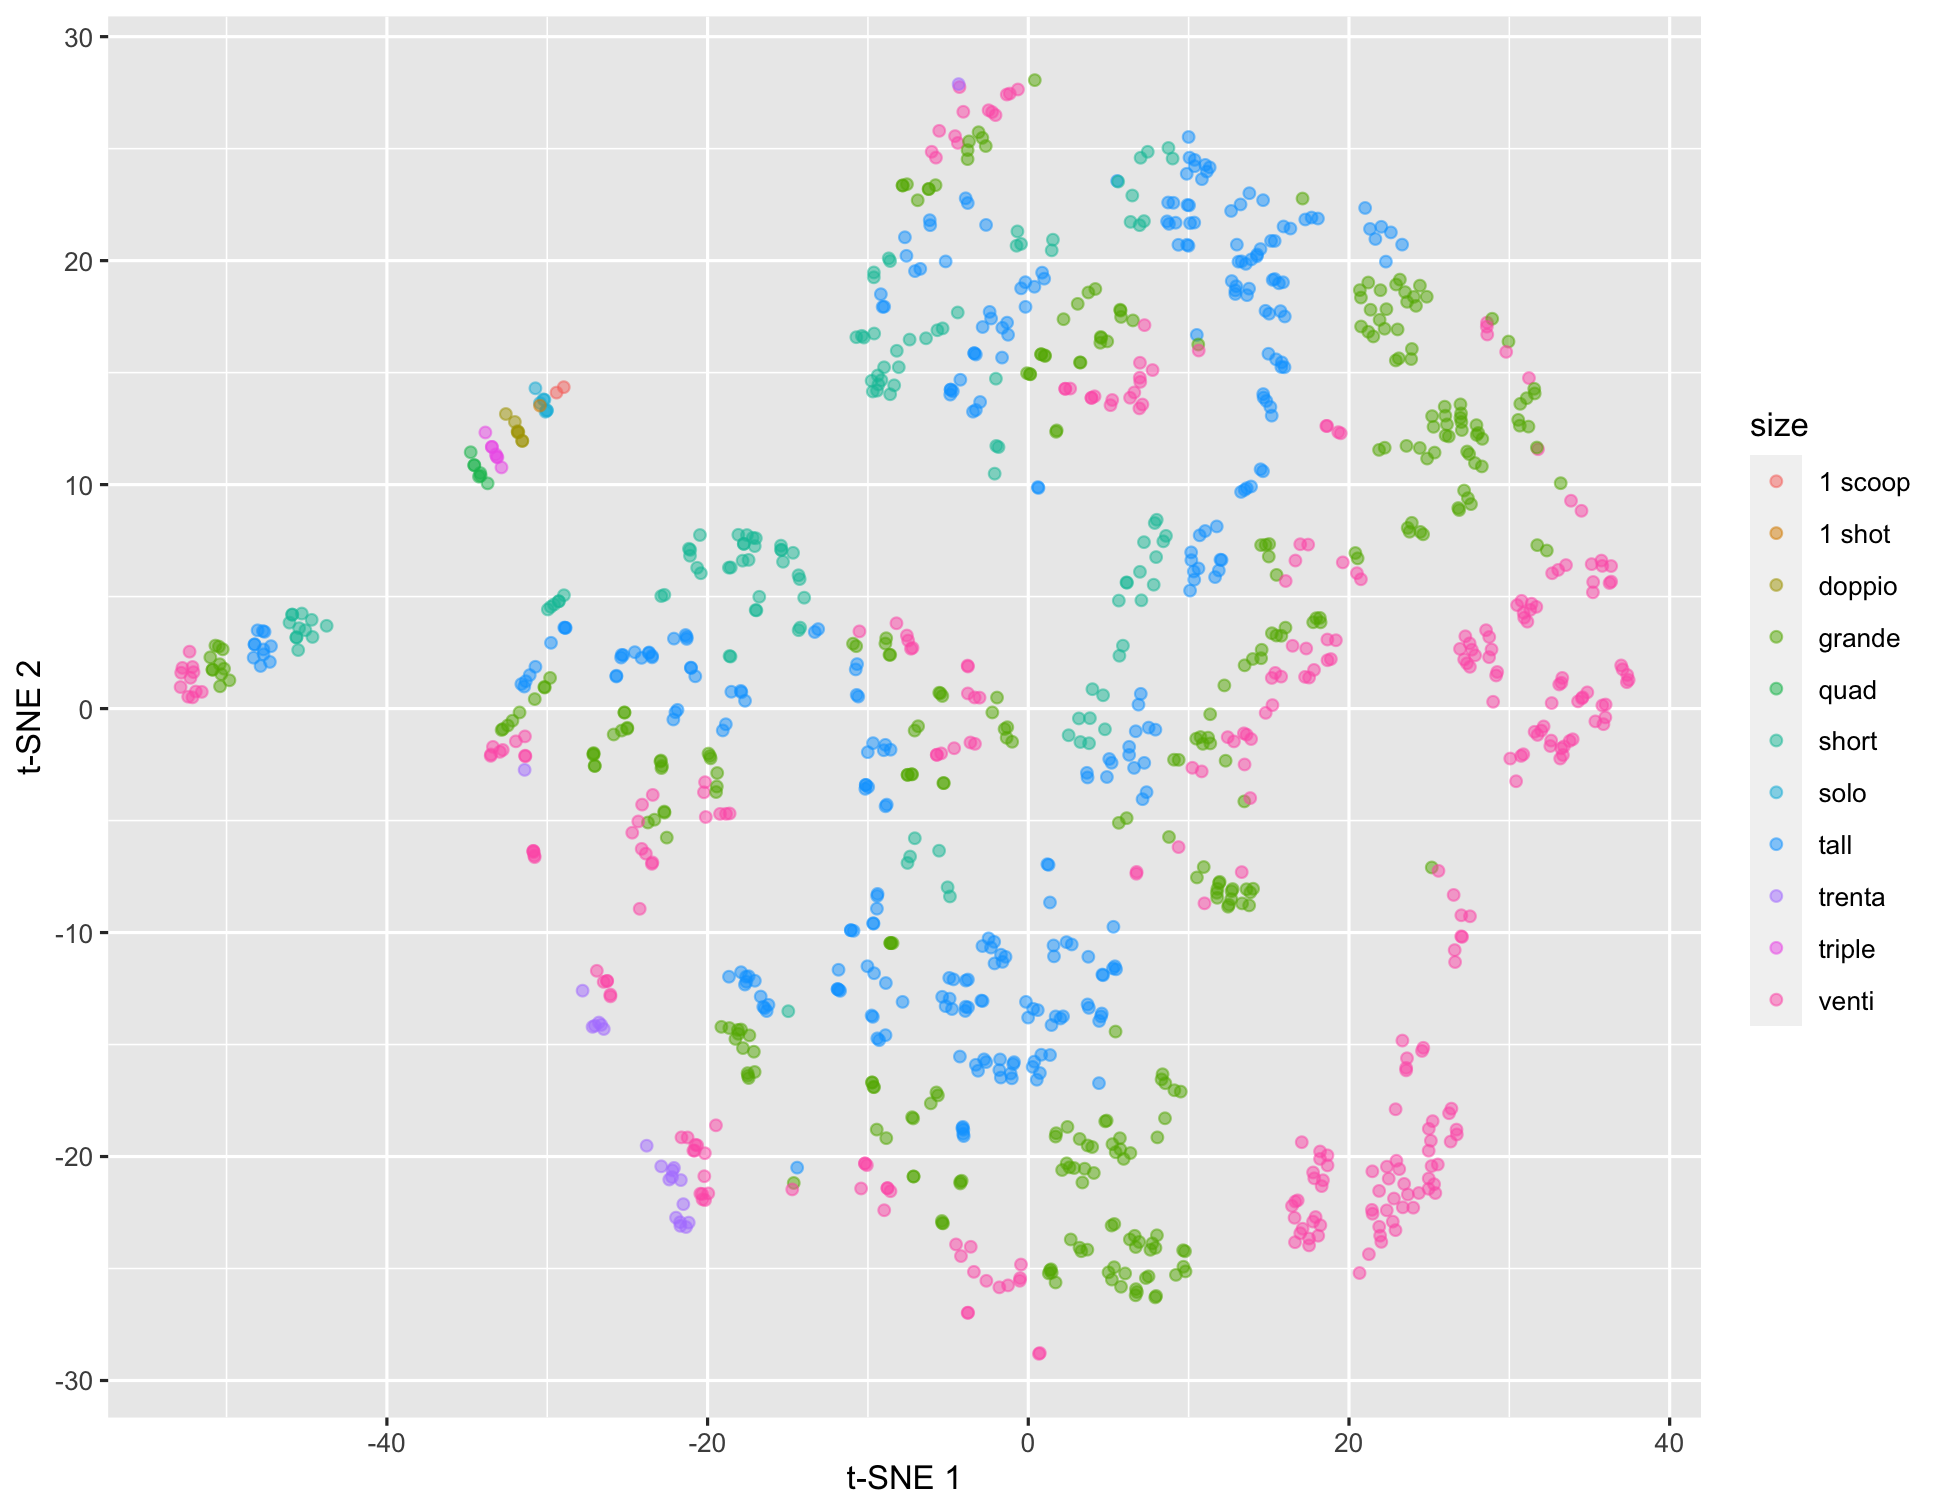 30
20
10
0
-10
-20
-30
-40
-20
0
20
40
t-SNE 1
t-SNE 2
size
1 scoop
1 shot
doppio
grande
quad
short
solo
tall
trenta
triple
venti